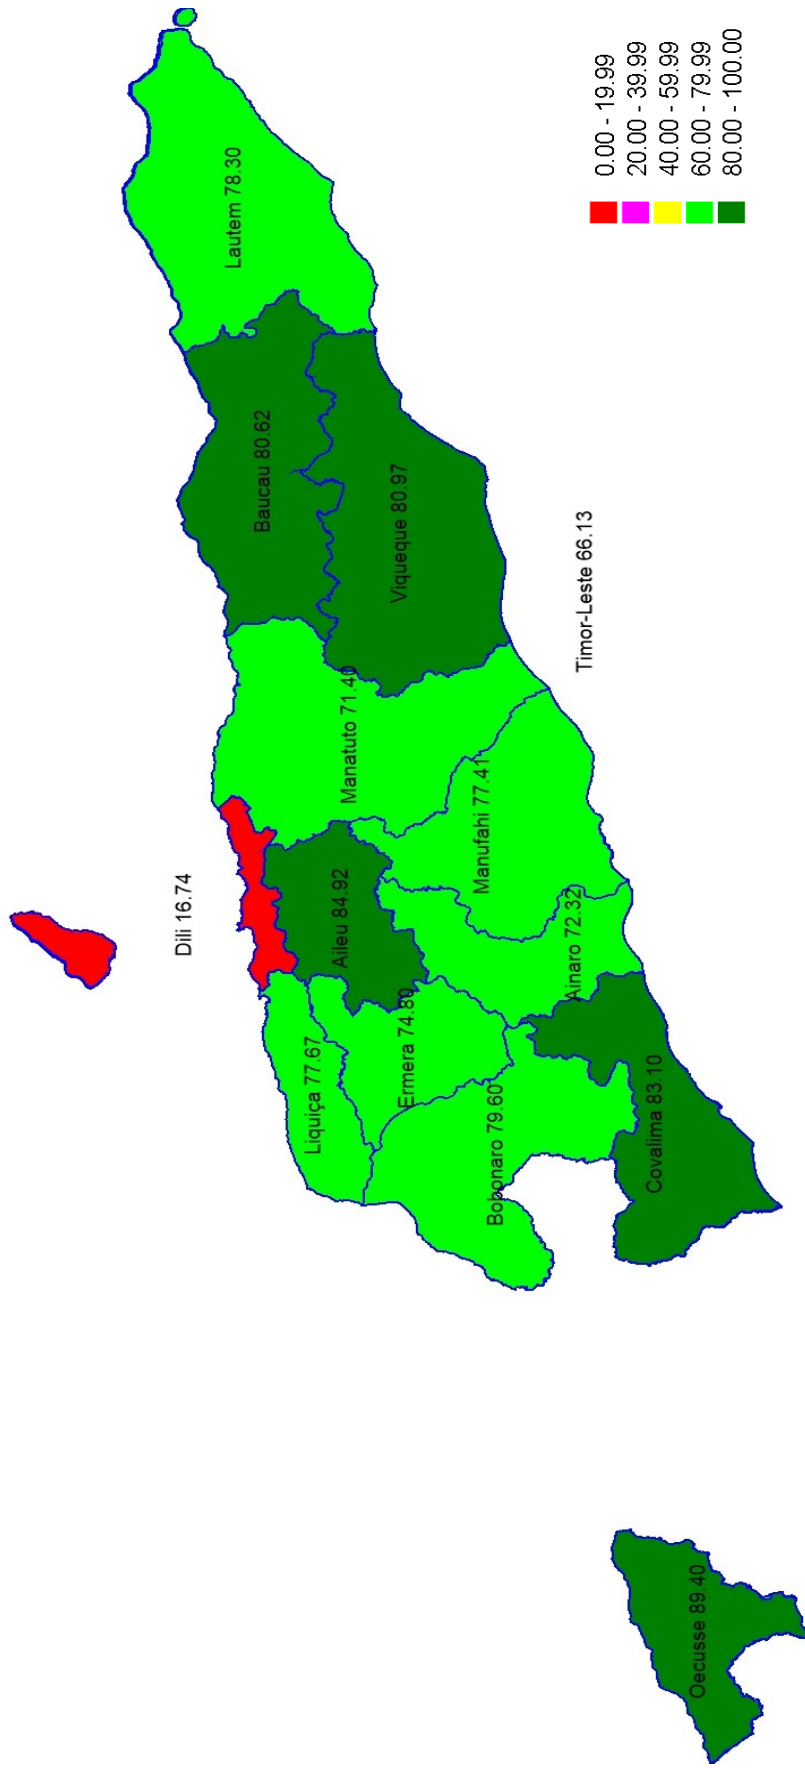 Lautem 78.30
Baucau 80.62
Viqueque 80.97
Manatuto 71.40
Manufahi 77.41
Dili 16.74
Aileu 84.92
Ainaro 72.32
Liquiça 77.67
Ermera 74.80
Bobonaro 79.60
Covalima 83.10
Oecusse 89.40
Timor-Leste 66.13
0.00 - 19.99
20.00 - 39.99
40.00 - 59.99
60.00 - 79.99
80.00 - 100.00